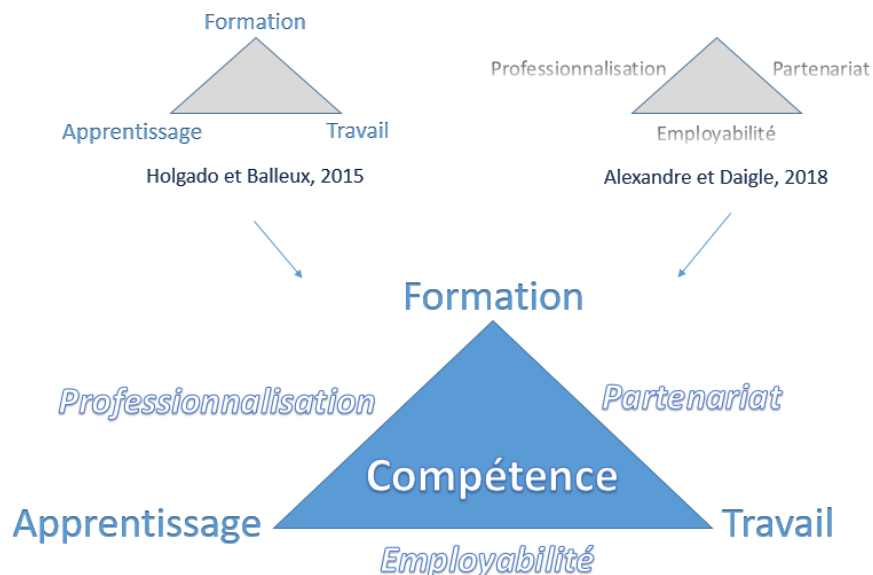 Formation
Apprentissage
Travail
Holgado et Balleux, 2015
Professionnalisation
Partenariat
Employabilité
Alexandre et Daigle, 2018
Formation
Professionnalisation
Partenariat
Compétence
Apprentissage
Travail
Employabilité